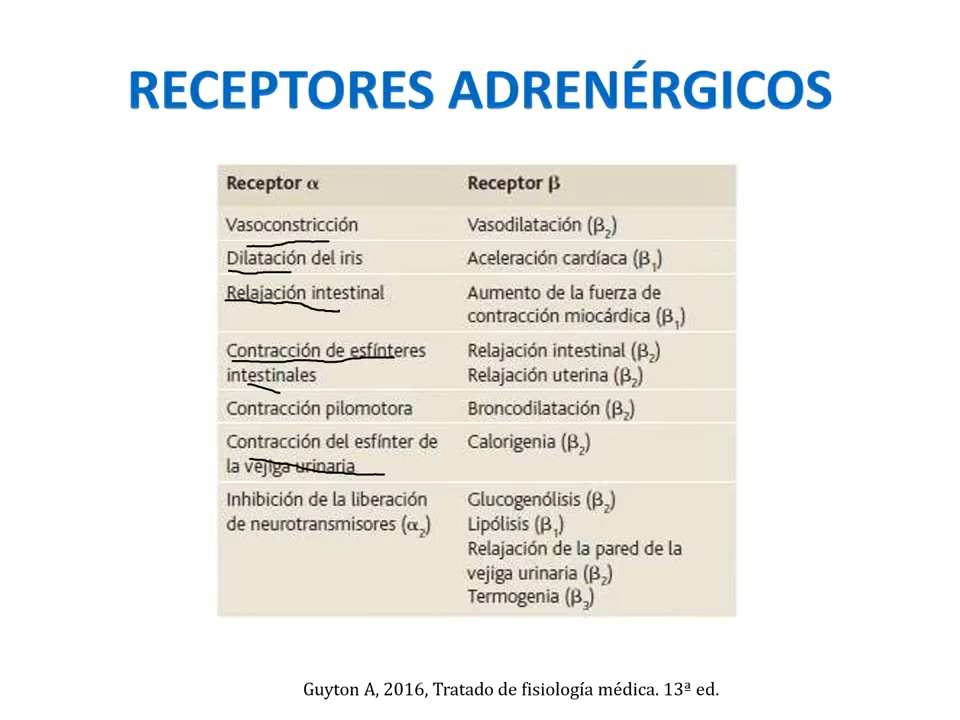 RECEPTORES ADRENÉRGICOS
Receptor α Receptor β
Vasoconstricción Vasodilatación (β₂)
Dilatación del iris Aceleración cardíaca (β₁)
Relajación intestinal Aumento de la fuerza de
contracción miocárdica (β₁)
Contracción de esfínteres Relajación intestinal (β₂)
intestinales Relajación uterina (β₂)
Contracción pilomotora Broncodilatación (β₂)
Contracción del esfínter de Calorigenia (β₂)
la vejiga urinaria
Inhibición de la liberación Glucogenólisis (β₂)
de neurotransmisores (α₂) Lipólisis (β₁)
Relajación de la pared de la
vejiga urinaria (β₂)
Termogenia (β₃)
Guyton A, 2016, Tratado de fisiología médica. 13ª ed.